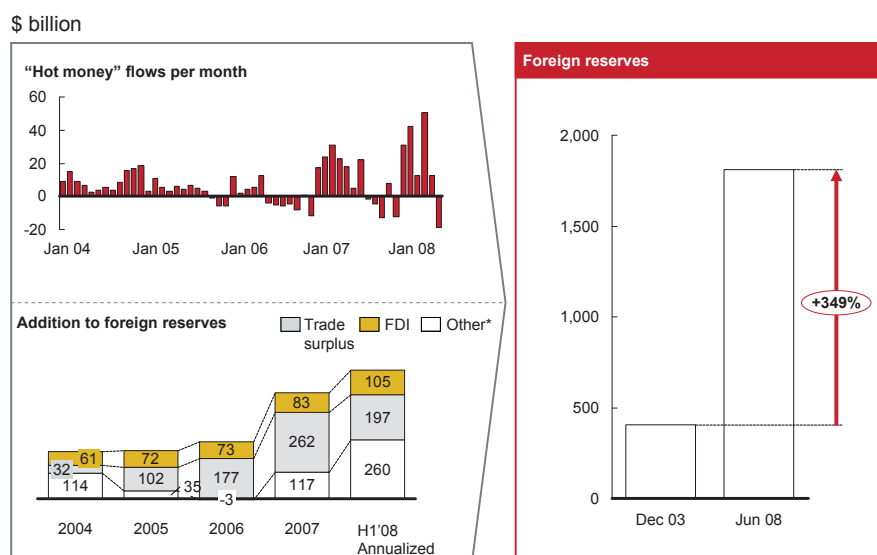 $ billion
“Hot money” flows per month
60
40
20
0
-20
Jan 04 Jan 05 Jan 06 Jan 07 Jan 08
Addition to foreign reserves
Trade surplus
FDI
Other*
61
32
114
72
102
35
73
177
-3
83
262
117
105
197
260
2004 2005 2006 2007 H1'08 Annualized
Foreign reserves
2,000
1,500
1,000
500
0
+349%
Dec 03 Jun 08